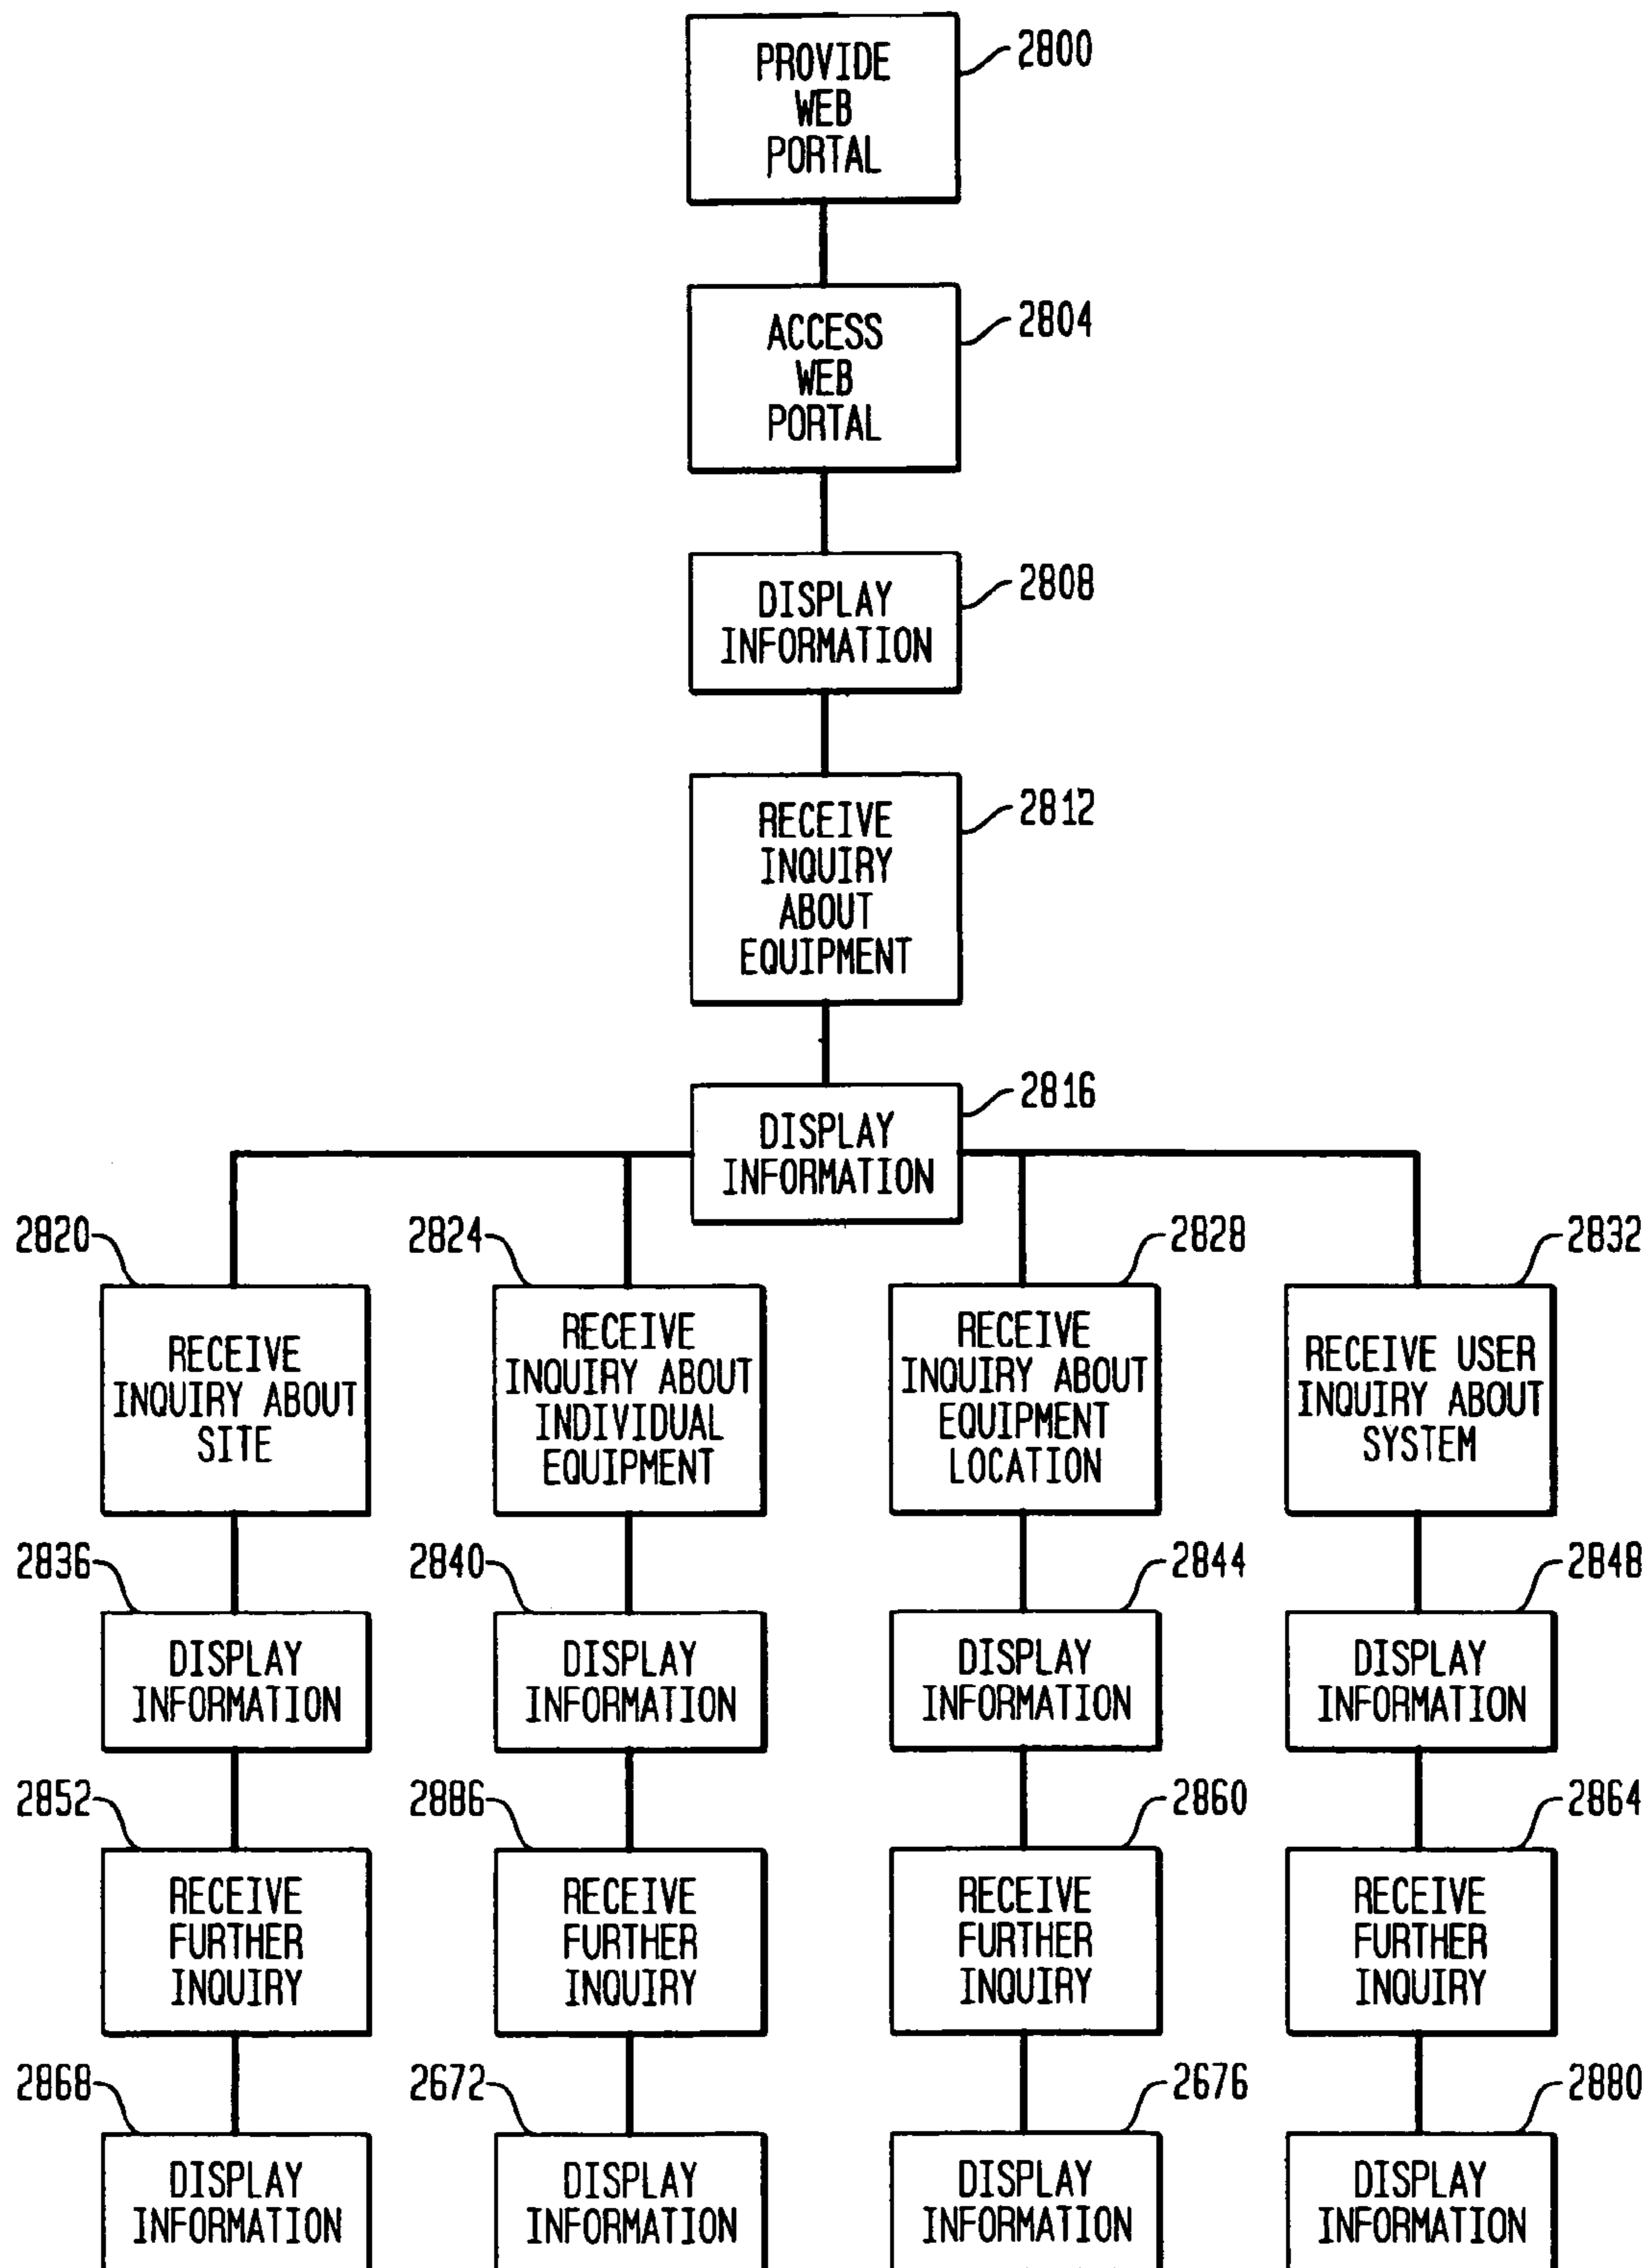 PROVIDE
WEB
PORTAL
2800
ACCESS
WEB
PORTAL
2804
DISPLAY
INFORMATION
2808
RECEIVE
INQUIRY
ABOUT
EQUIPMENT
2812
DISPLAY
INFORMATION
2816
2820
RECEIVE
INQUIRY ABOUT
SITE
2824
RECEIVE
INQUIRY ABOUT
INDIVIDUAL
EQUIPMENT
2828
RECEIVE
INQUIRY ABOUT
EQUIPMENT
LOCATION
2832
RECEIVE USER
INQUIRY ABOUT
SYSTEM
2836
DISPLAY
INFORMATION
2840
DISPLAY
INFORMATION
2844
DISPLAY
INFORMATION
2848
DISPLAY
INFORMATION
2852
RECEIVE
FURTHER
INQUIRY
2886
RECEIVE
FURTHER
INQUIRY
2860
RECEIVE
FURTHER
INQUIRY
2864
RECEIVE
FURTHER
INQUIRY
2868
DISPLAY
INFORMATION
2672
DISPLAY
INFORMATION
2676
DISPLAY
INFORMATION
2880
DISPLAY
INFORMATION